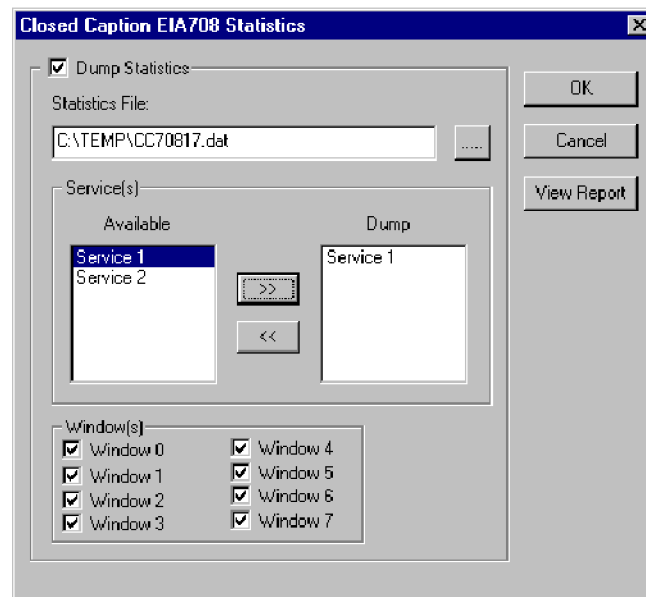 Closed Caption EIA708 Statistics
Dump Statistics
OK
Statistics File:
C:\TEMP\CC70817.dat
.....
Cancel
View Report
Service(s)
Available
Dump
Service 1
Service 2
>>
<<
Service 1
Window(s)
Window 0
Window 1
Window 2
Window 3
Window 4
Window 5
Window 6
Window 7